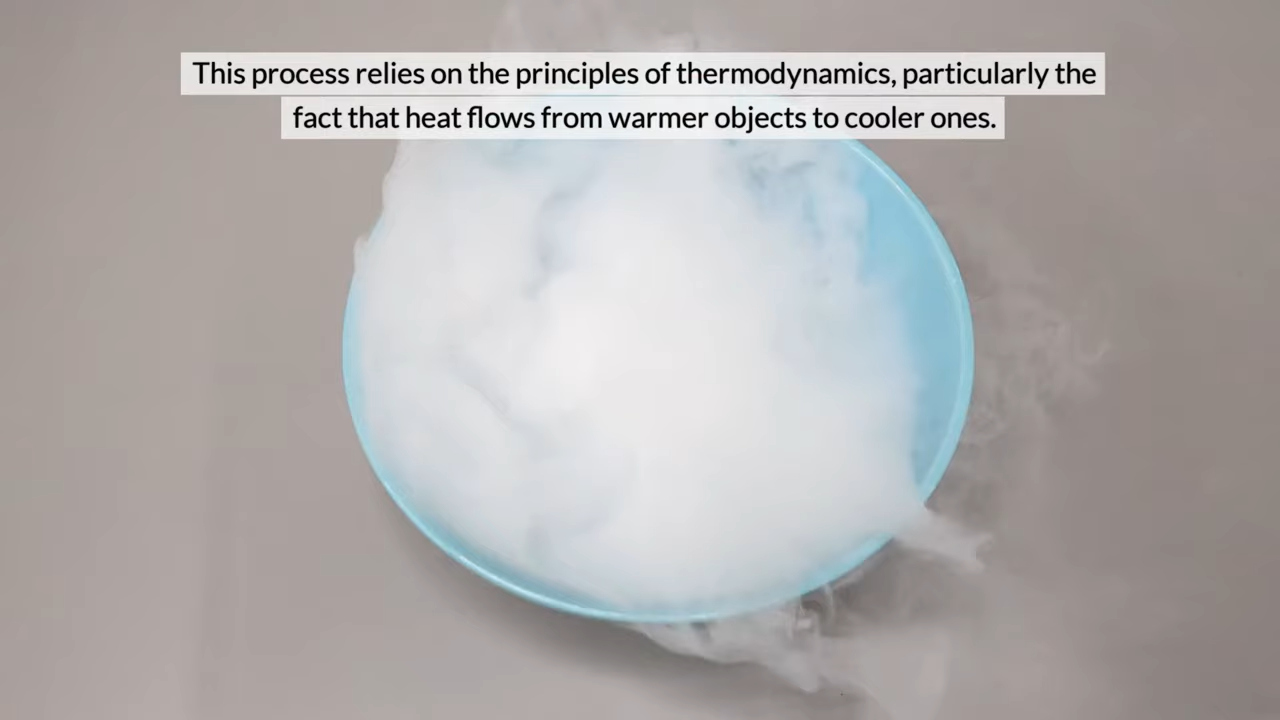 This process relies on the principles of thermodynamics, particularly the
fact that heat flows from warmer objects to cooler ones.